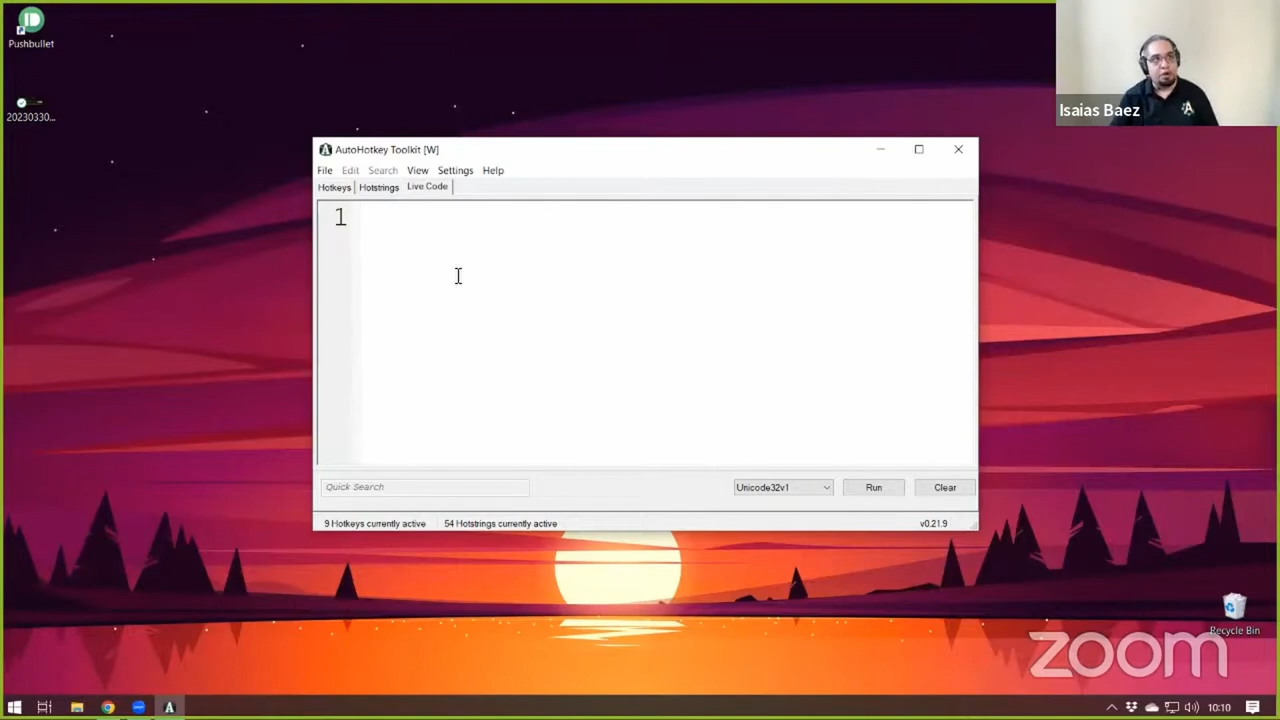 Pushbullet
20230330...
Isaias Baez
AutoHotkey Toolkit [W]
File Edit Search View Settings Help
Hotkeys Hotstrings Live Code
1
Quick Search
Unicode32v1
Run
Clear
9 Hotkeys currently active
54 Hotstrings currently active
v0.21.9
Recycle Bin
zoom
10:10